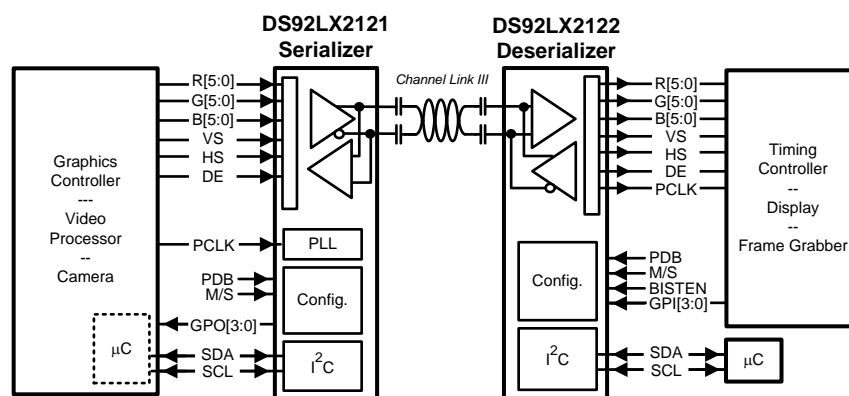 DS92LX2121
Serializer
DS92LX2122
Deserializer
Channel Link III
Graphics
Controller
---
Video
Processor
--
Camera
μC
R[5:0]
G[5:0]
B[5:0]
VS
HS
DE
PCLK
PDB
M/S
GPO[3:0]
SDA
SCL
PLL
Config.
I²C
Config.
I²C
R[5:0]
G[5:0]
B[5:0]
VS
HS
DE
PCLK
PDB
M/S
BISTEN
GPI[3:0]
SDA
SCL
Timing
Controller
--
Display
--
Frame Grabber
μC